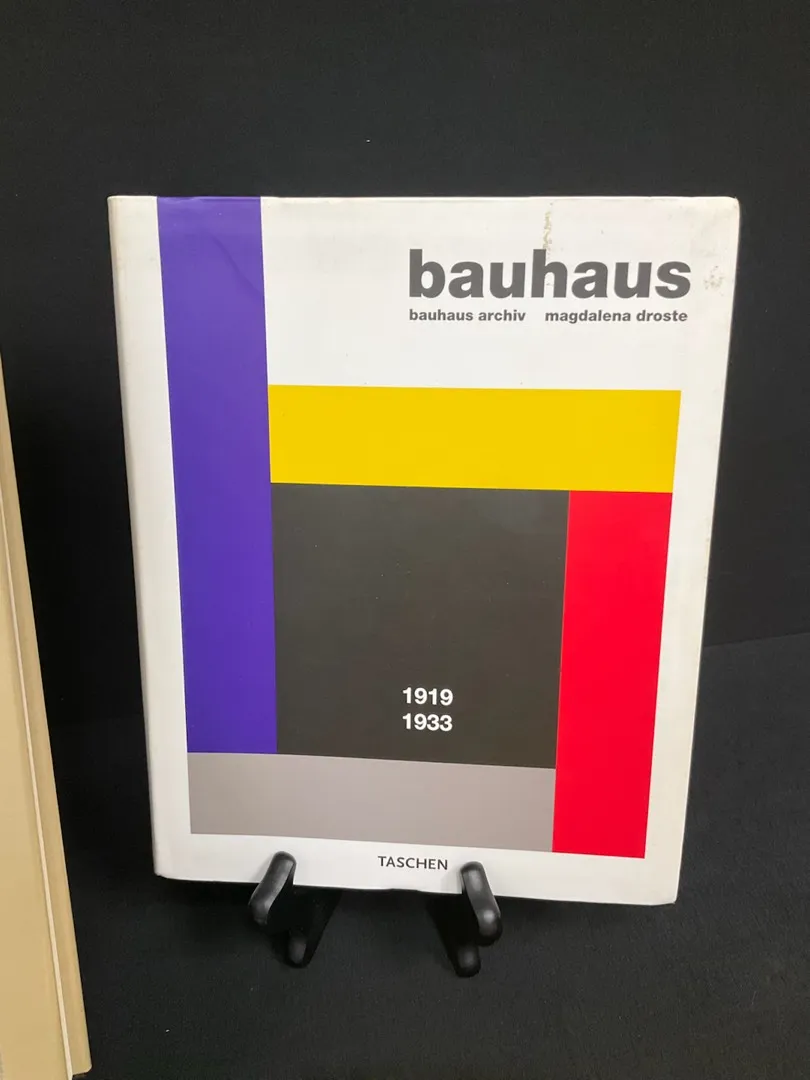 bauhaus
bauhaus archiv magdalena droste
1919
1933
TASCHEN